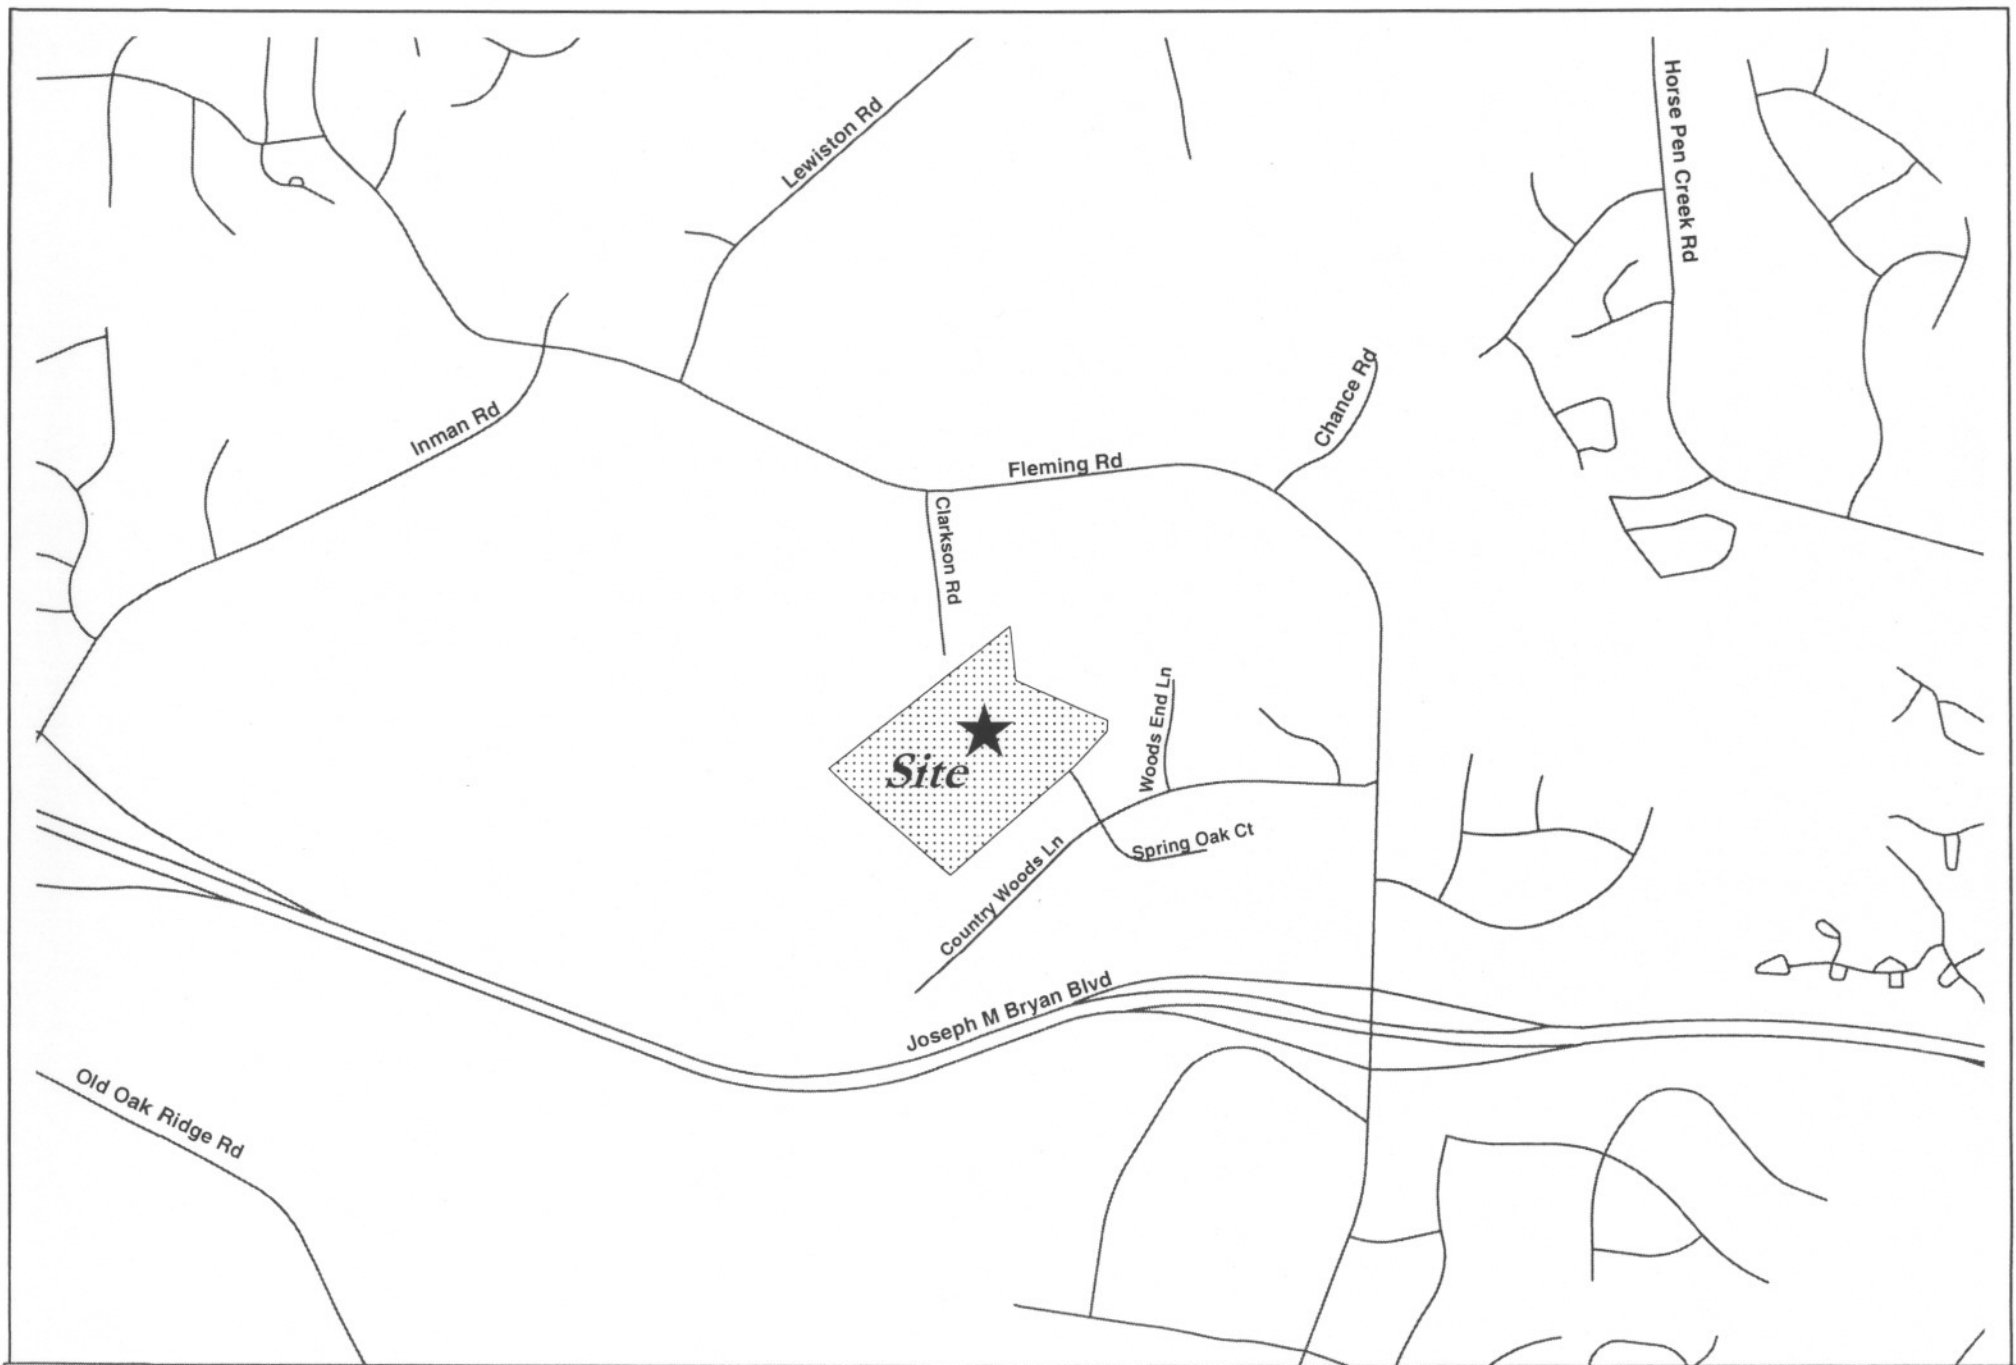 Horse Pen Creek Rd
Lewiston Rd
Chance Rd
Inman Rd
Fleming Rd
Clarkson Rd
Woods End Ln
Site
Spring Oak Ct
Country Woods Ln
Joseph M Bryan Blvd
Old Oak Ridge Rd